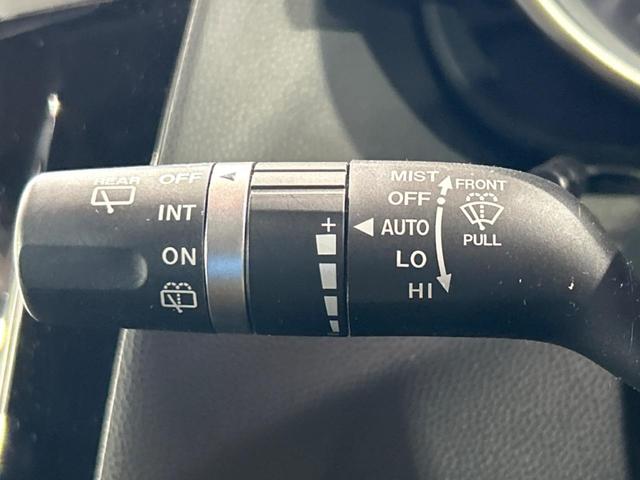 REAR
OFF
INT
ON
+
MIST
OFF
AUTO
LO
HI
FRONT
PULL